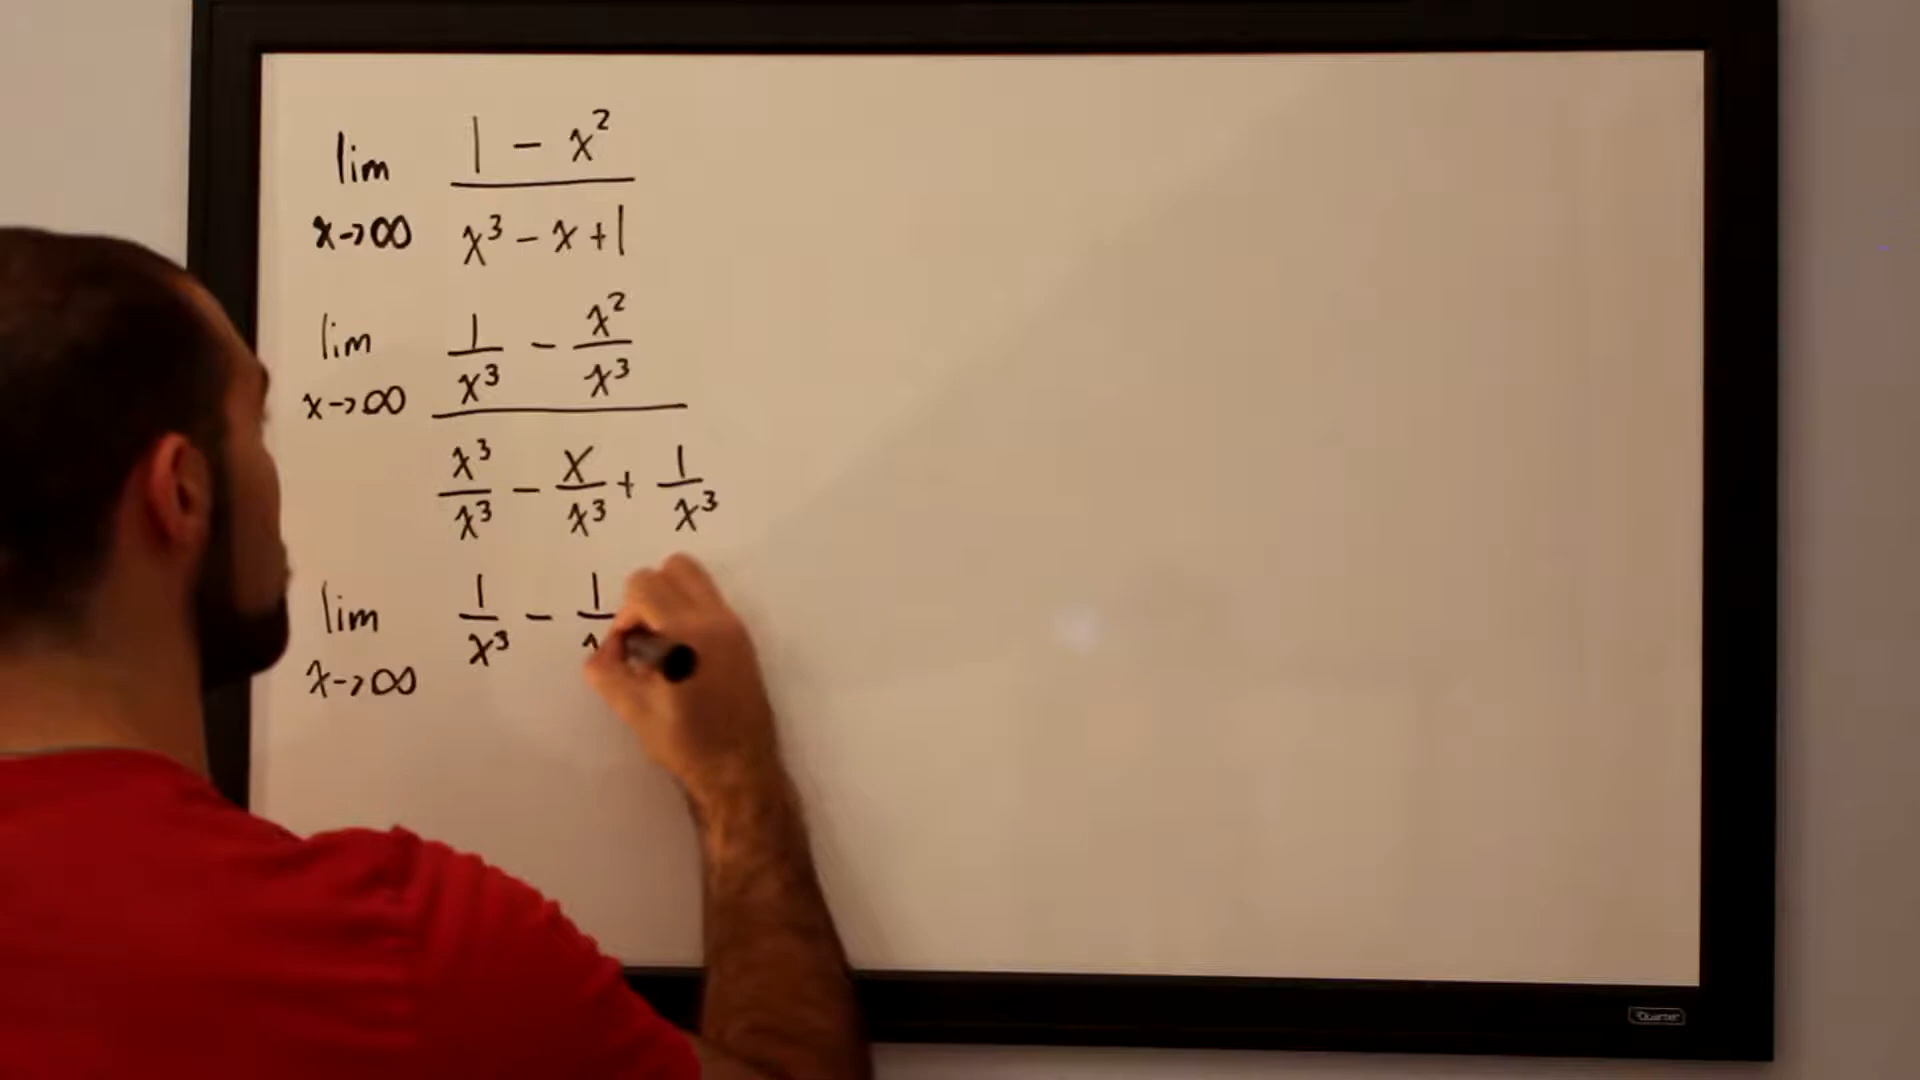 lim 1 - x²
x→∞ x³ - x + 1
lim 1/x³ - x²/x³
x→∞
x³/x³ - x/x³ + 1/x³
lim 1/x³ - 1/
x→∞
Quartet